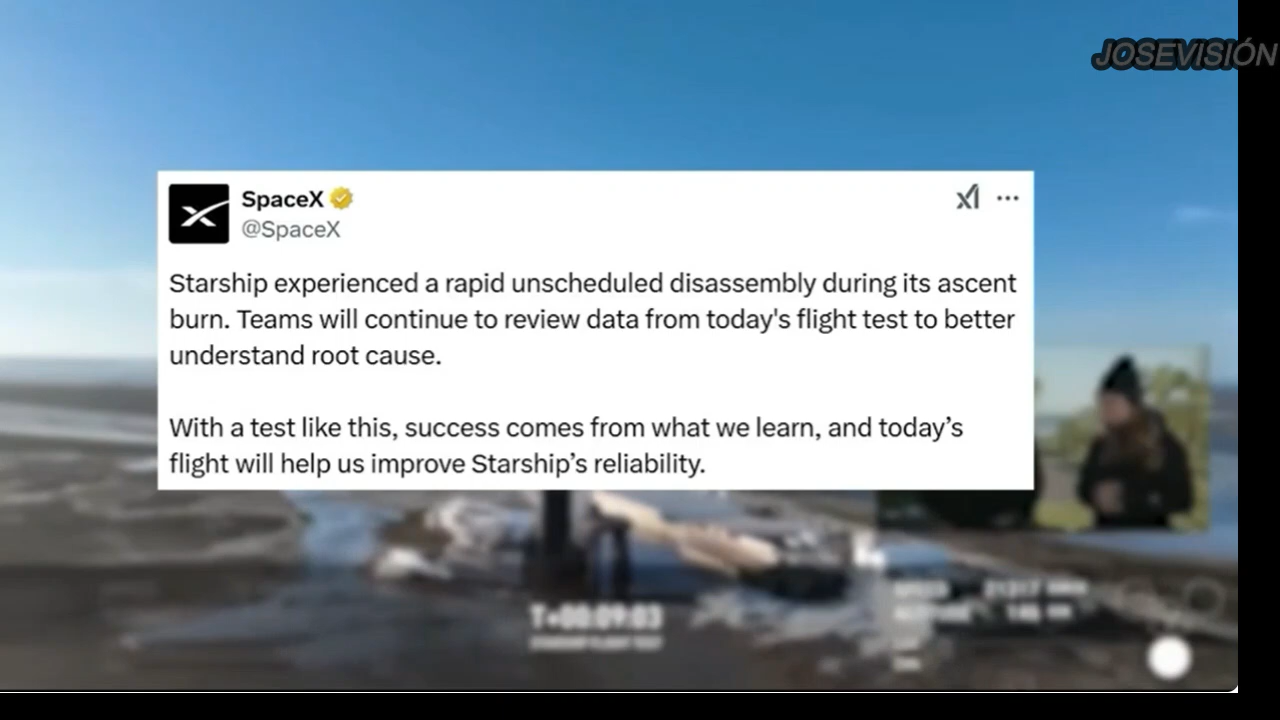 JOSEVISIÓN
SpaceX
@SpaceX
Starship experienced a rapid unscheduled disassembly during its ascent
burn. Teams will continue to review data from today's flight test to better
understand root cause.
With a test like this, success comes from what we learn, and today’s
flight will help us improve Starship’s reliability.
T+00:09:03